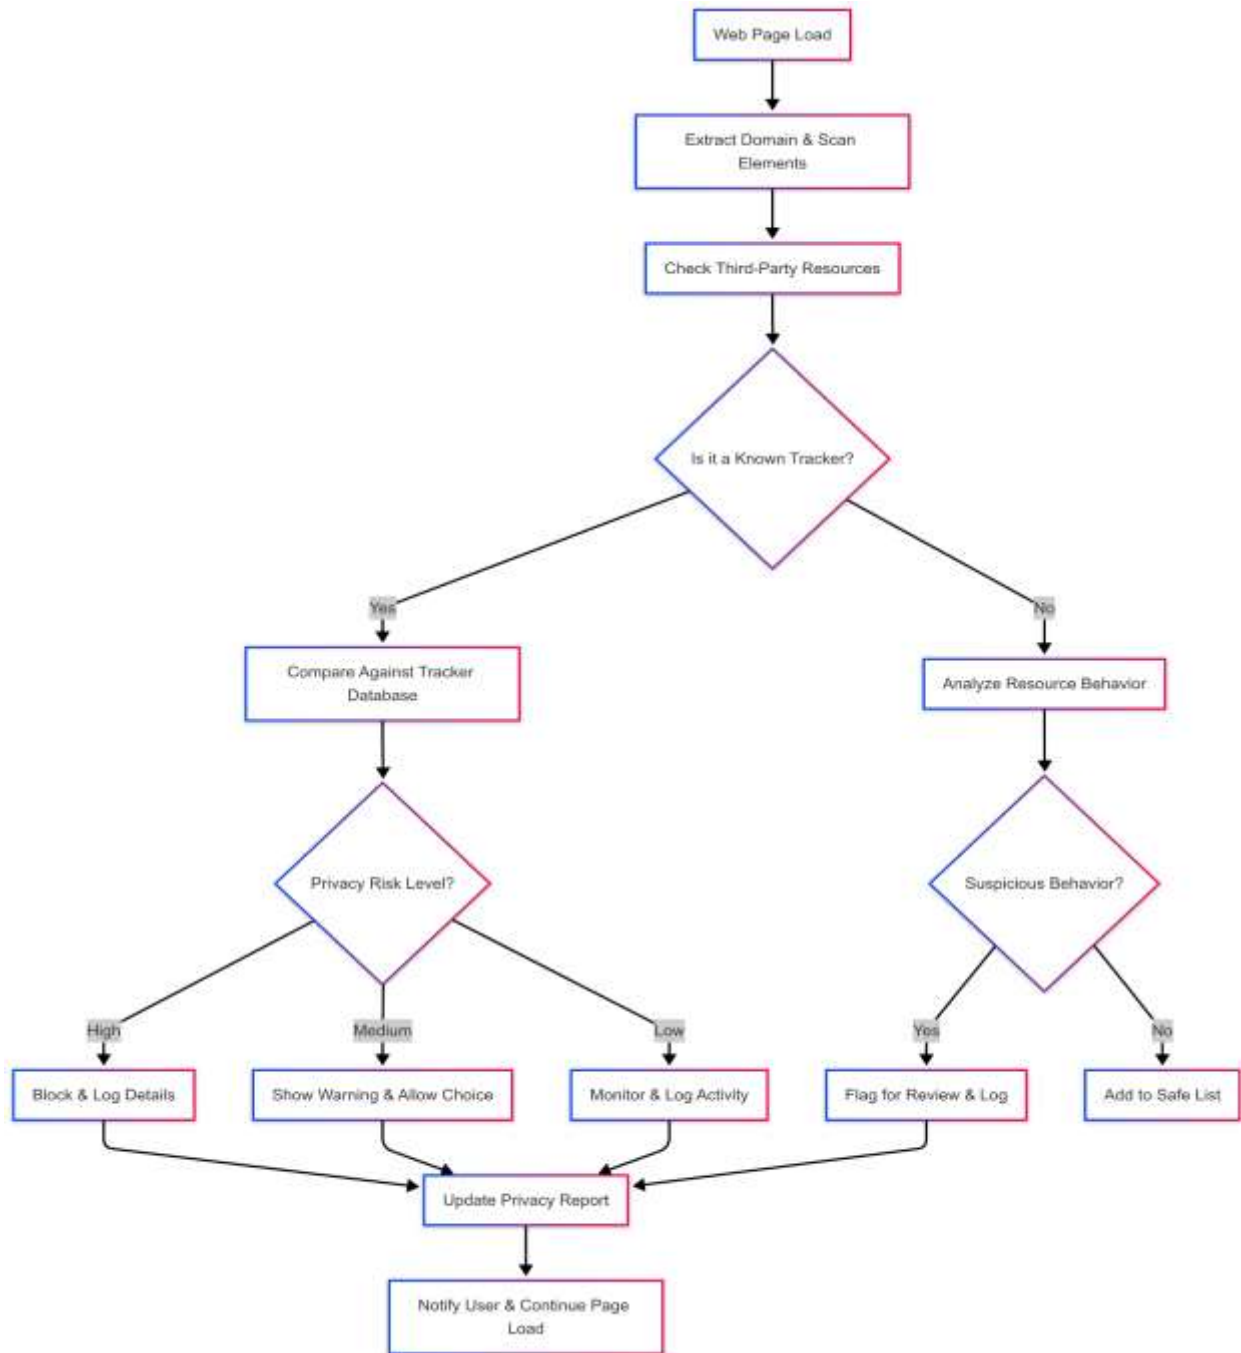 Web Page Load
Extract Domain & Scan
Elements
Check Third-Party Resources
Is it a Known Tracker?
Yes
No
Compare Against Tracker
Database
Analyze Resource Behavior
Privacy Risk Level?
Suspicious Behavior?
High
Medium
Low
Yes
No
Block & Log Details
Show Warning & Allow Choice
Monitor & Log Activity
Flag for Review & Log
Add to Safe List
Update Privacy Report
Notify User & Continue Page
Load